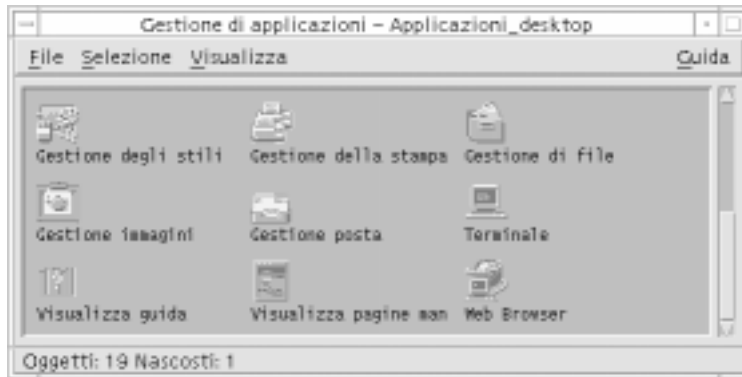 Gestione di applicazioni – Applicazioni_desktop
File Selezione Visualizza Guida
Gestione degli stili Gestione della stampa Gestione di file
Gestione immagini Gestione posta Terminale
Visualizza guida Visualizza pagine man Web Browser
Oggetti: 19 Nascosti: 1